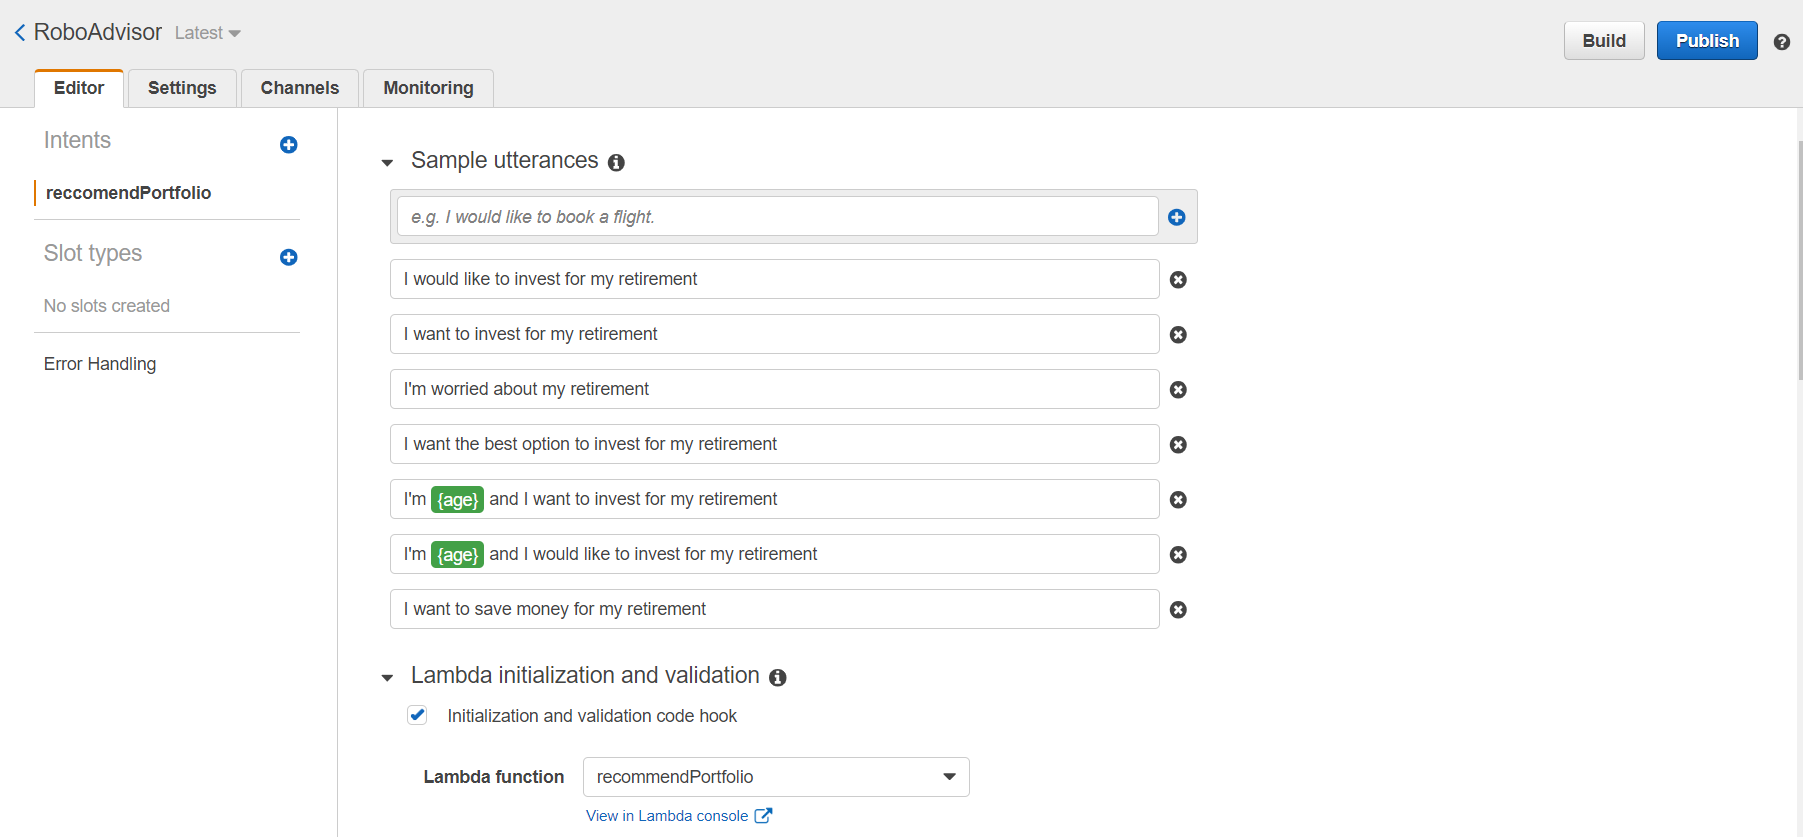 RoboAdvisor Latest
Build Publish ?
Editor Settings Channels Monitoring
Intents
reccomendPortfolio
Slot types
No slots created
Error Handling
Sample utterances i
e.g. I would like to book a flight.
I would like to invest for my retirement
I want to invest for my retirement
I'm worried about my retirement
I want the best option to invest for my retirement
I'm {age} and I want to invest for my retirement
I'm {age} and I would like to invest for my retirement
I want to save money for my retirement
Lambda initialization and validation i
Initialization and validation code hook
Lambda function recommendPortfolio
View in Lambda console